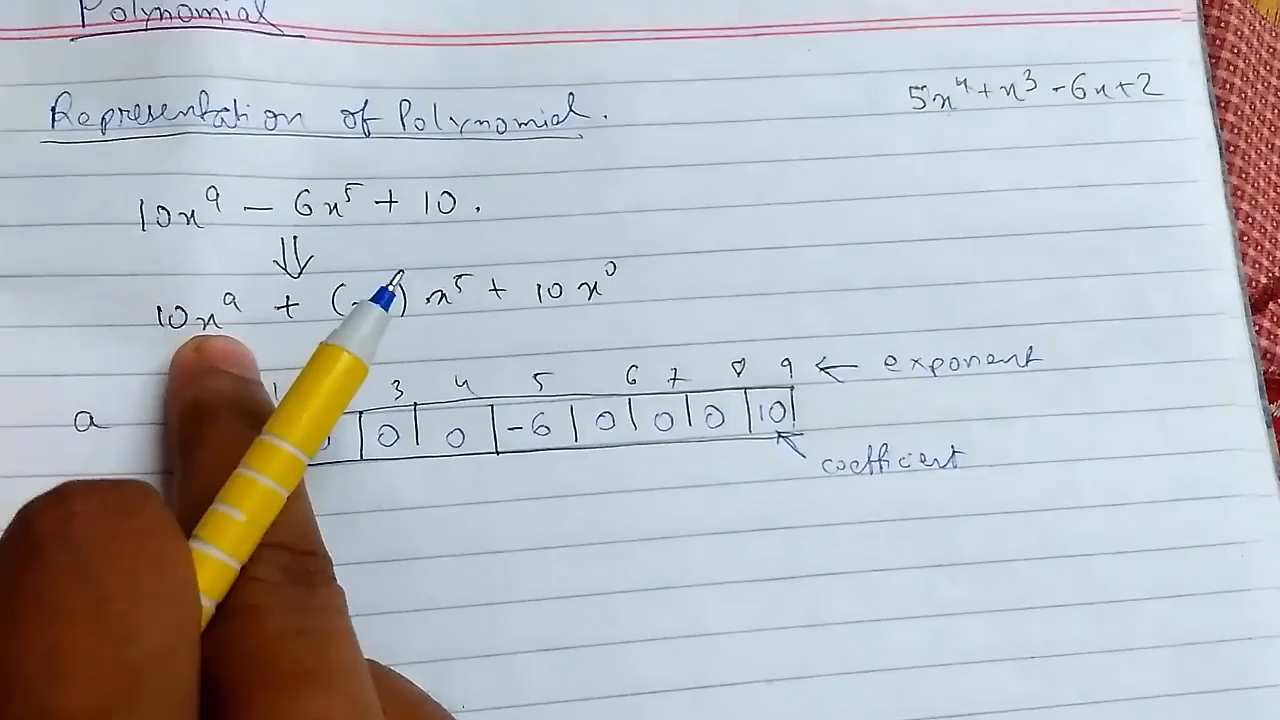 Polynomial
Representation of Polynomial.
5x⁴ + x³ - 6x + 2
10x⁹ - 6x⁵ + 10.
⇓
10x⁹ + ( ) x⁵ + 10x⁰
1 3 4 5 6 7 8 9 ← exponent
a 0 0 -6 0 0 0 10
coefficient